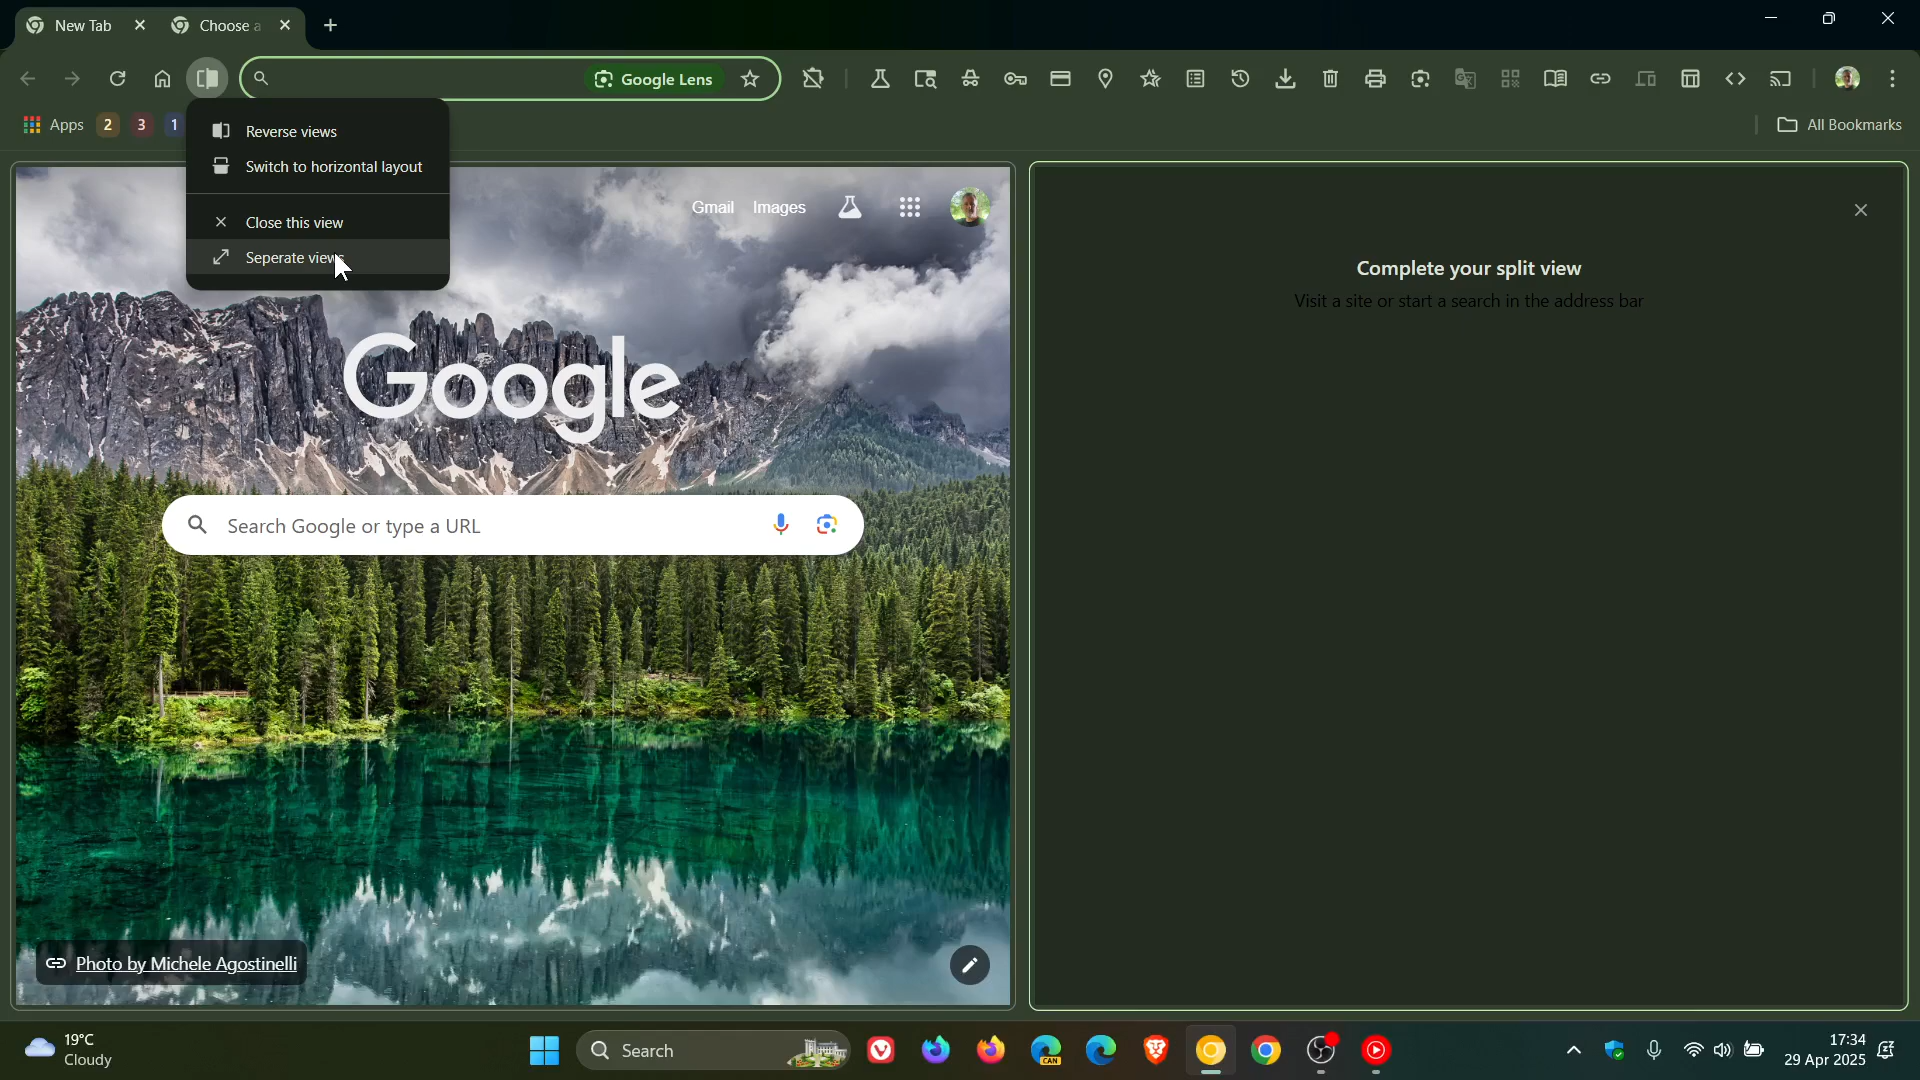 New Tab
Choose a
Google Lens
Apps
2
3
1
All Bookmarks
Reverse views
Switch to horizontal layout
Close this view
Seperate views
Gmail
Images
Google
Search Google or type a URL
Photo by Michele Agostinelli
Complete your split view
Visit a site or start a search in the address bar
19°C
Cloudy
Search
CAN
17:34
29 Apr 2025